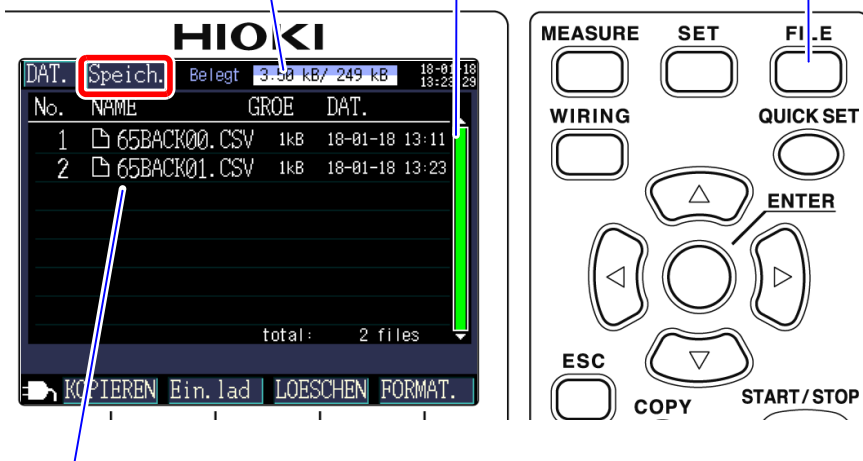 HIOKI
DAT. Speich. Belegt 3.50 kB/ 249 kB 18-01-18
13:23:29
No. NAME GROE DAT.
1 65BACK00.CSV 1kB 18-01-18 13:11
2 65BACK01.CSV 1kB 18-01-18 13:23
total: 2 files
KOPIEREN Ein.lad LOESCHEN FORMAT.
MEASURE SET FILE
WIRING QUICK SET
ENTER
ESC
COPY START/STOP